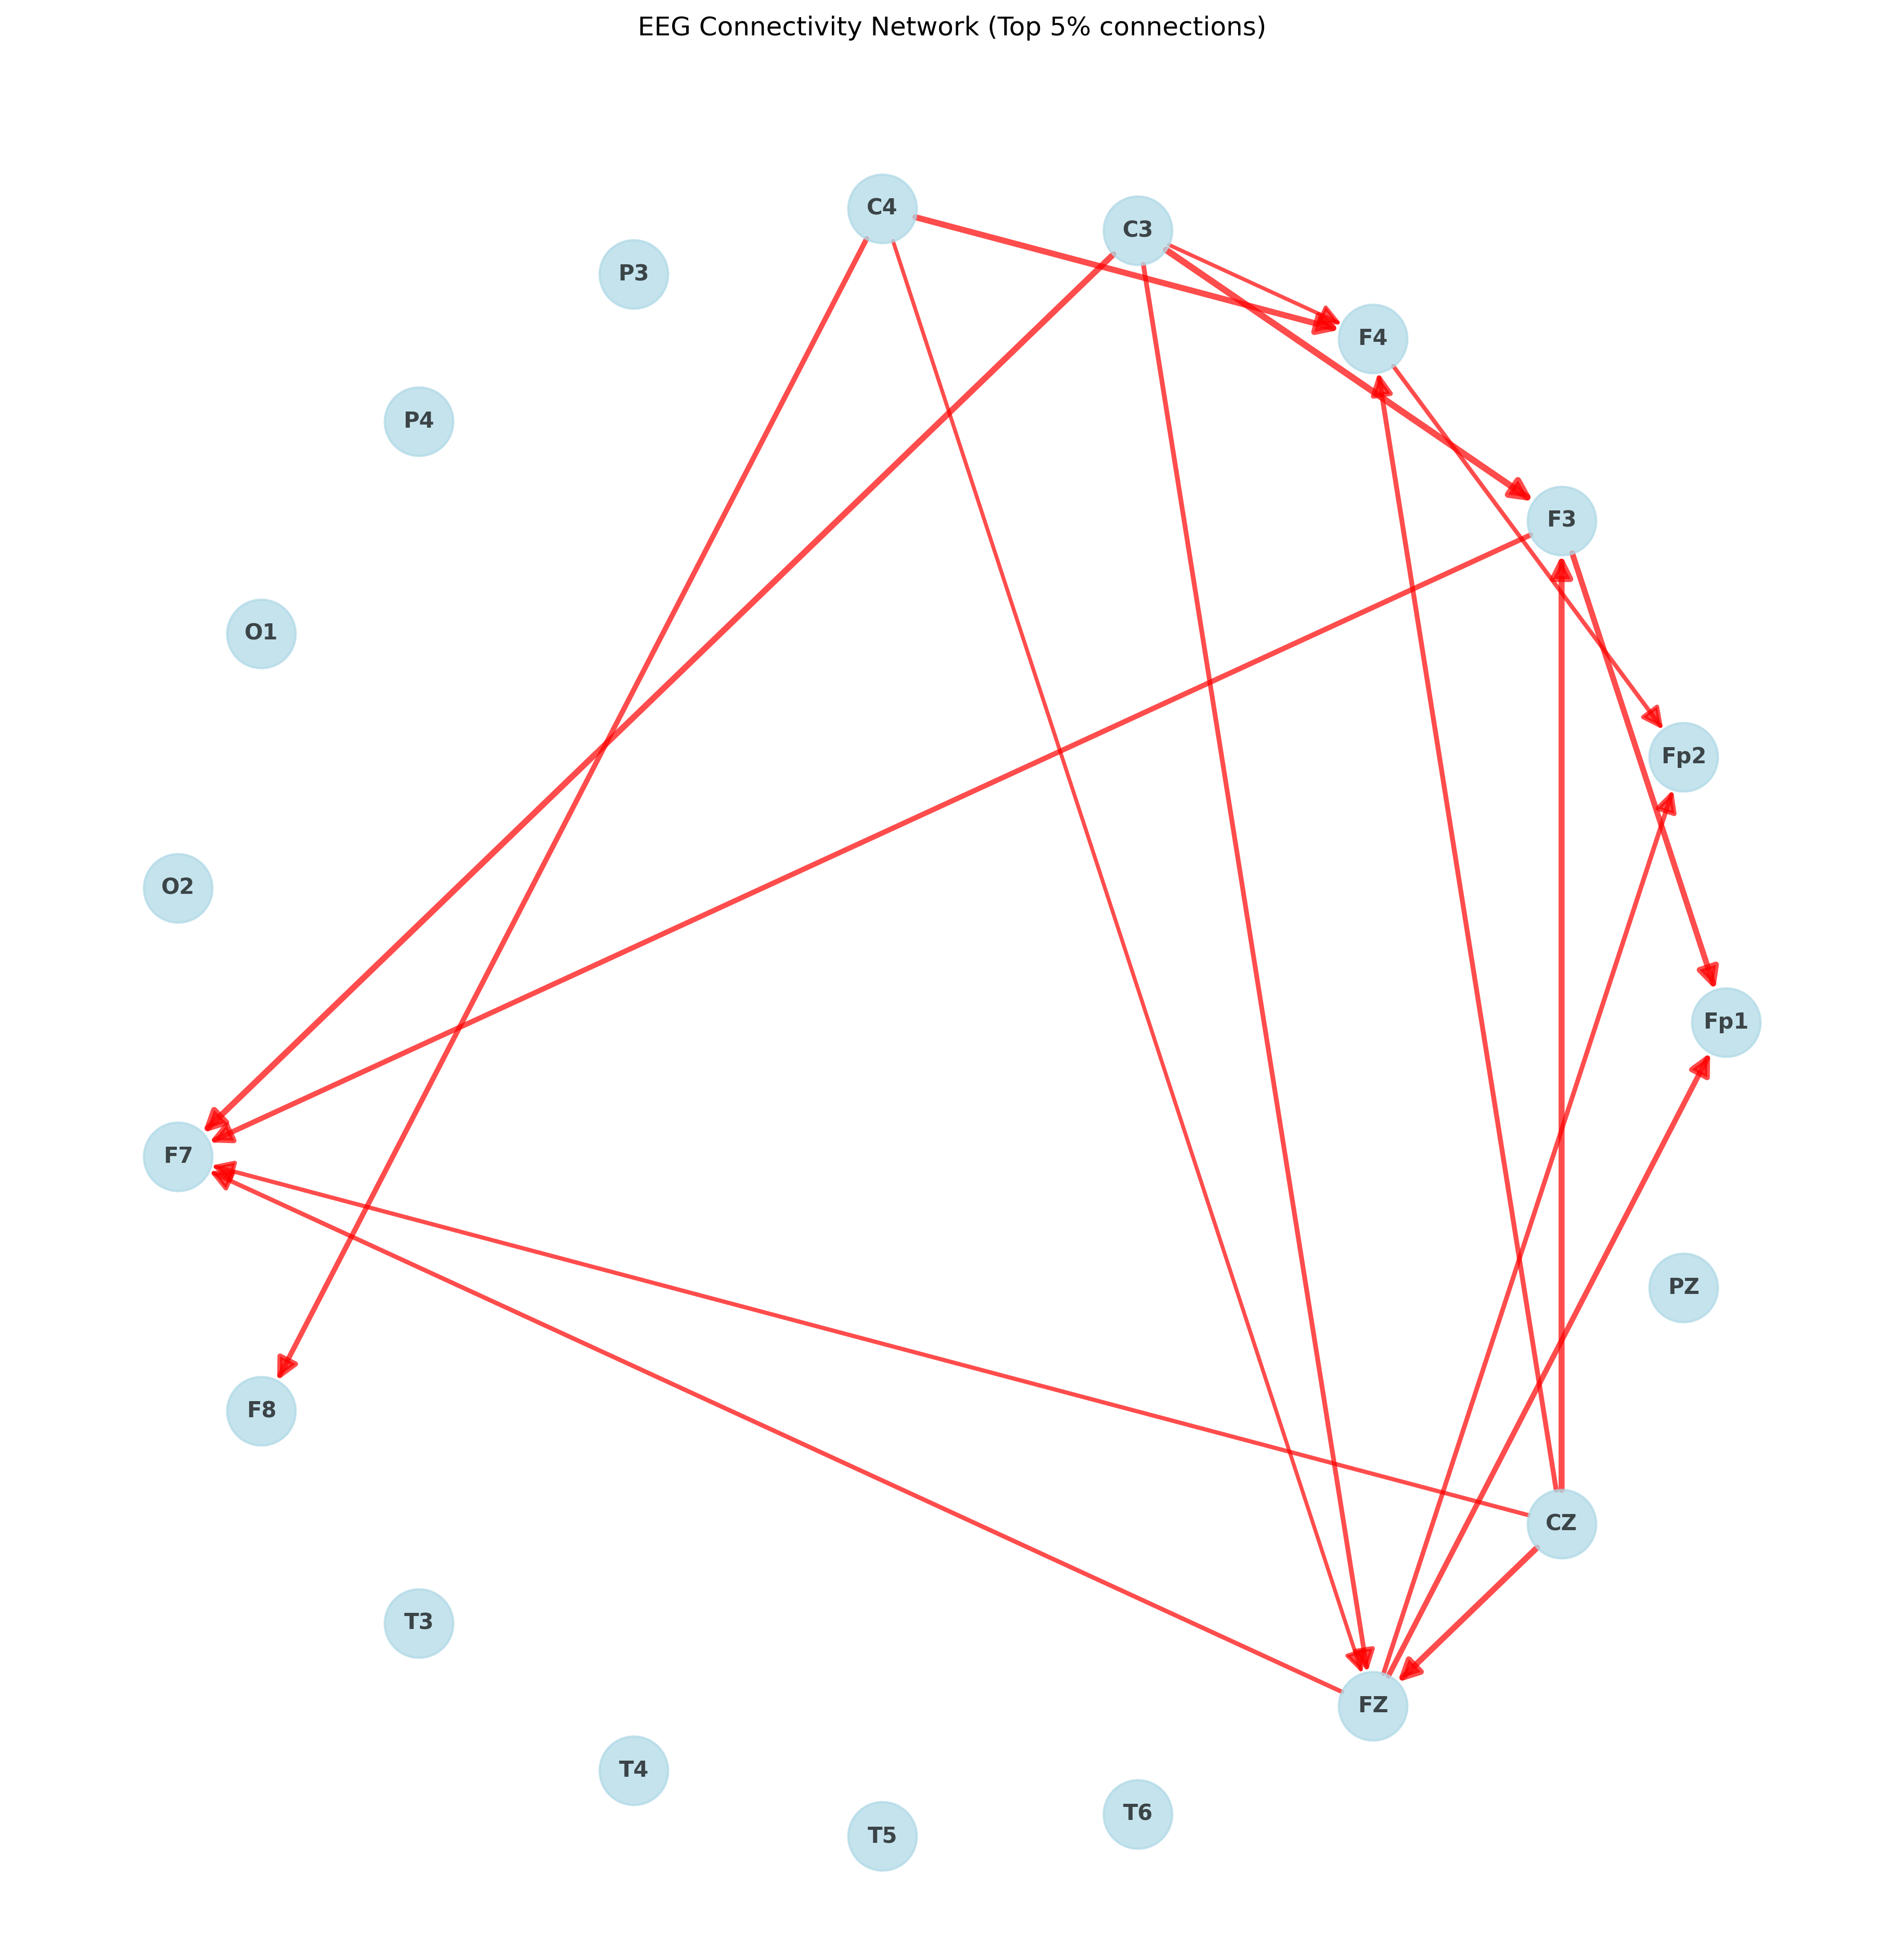 EEG Connectivity Network (Top 5% connections)
C4
C3
P3
F4
P4
F3
O1
Fp2
O2
Fp1
F7
PZ
F8
CZ
T3
FZ
T4
T6
T5